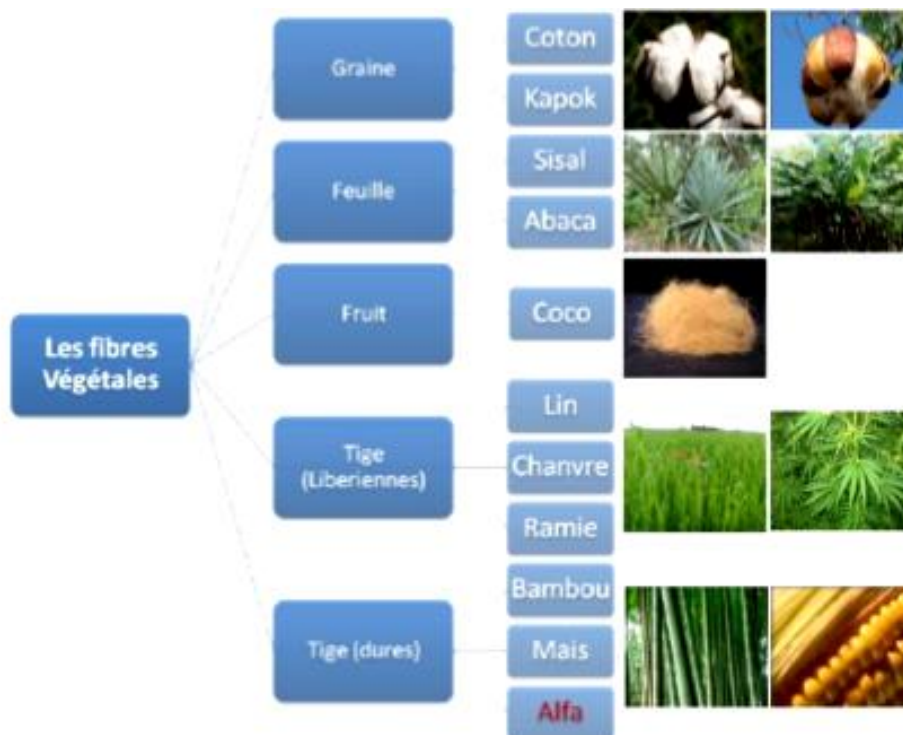 Les fibres
Végétales
Graine
Coton
Kapok
Feuille
Sisal
Abaca
Fruit
Coco
Tige
(Liberiennes)
Lin
Chanvre
Ramie
Tige (dures)
Bambou
Mais
Alfa